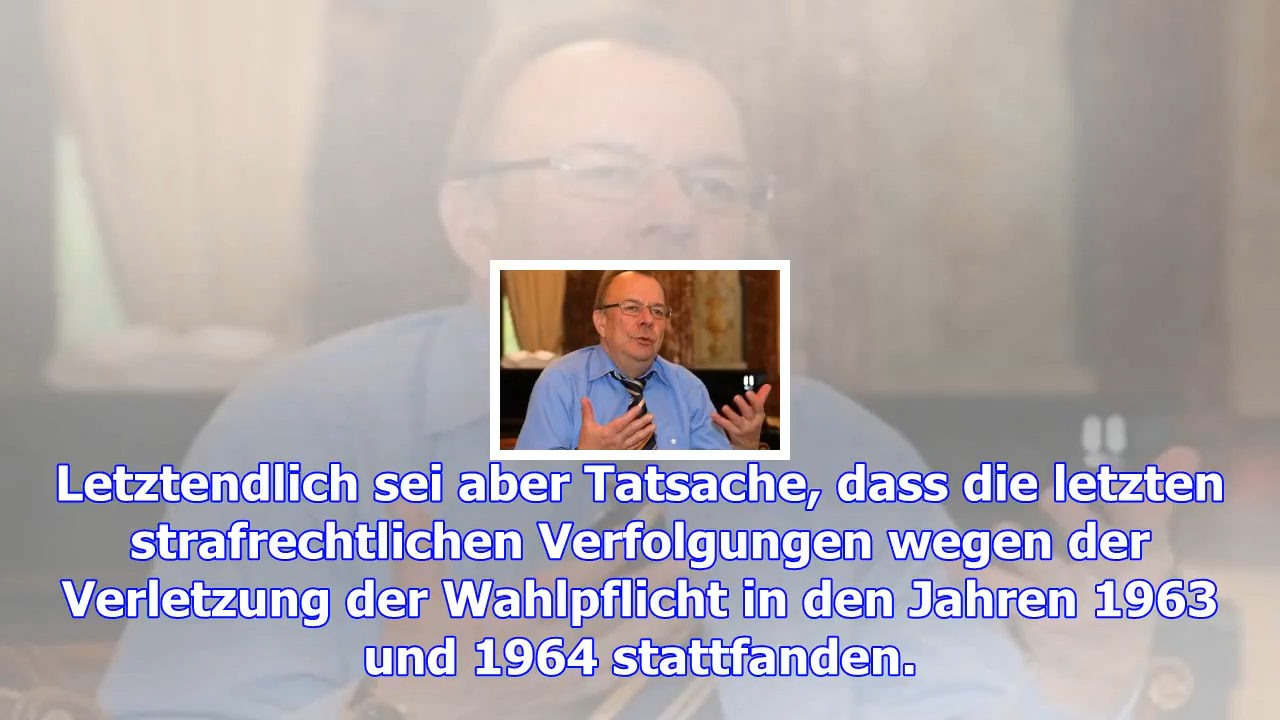 Letztendlich sei aber Tatsache, dass die letzten
strafrechtlichen Verfolgungen wegen der
Verletzung der Wahlpflicht in den Jahren 1963
und 1964 stattfanden.